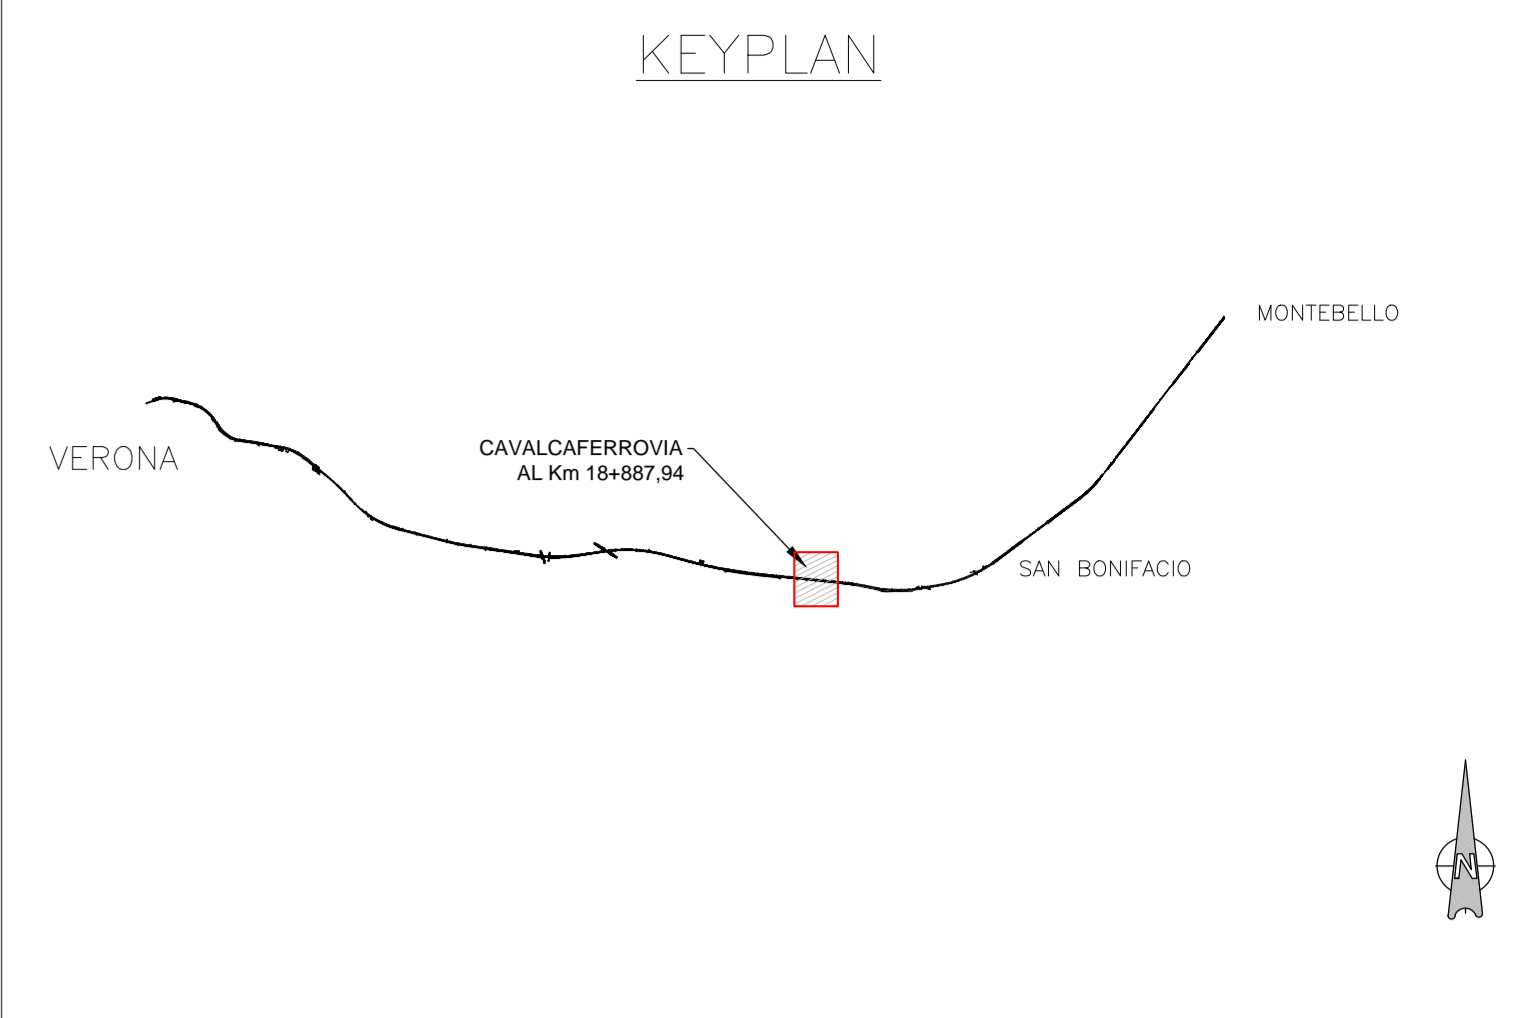 KEYPLAN
MONTEBELLO
VERONA
CAVALCAFERROVIA
AL Km 18+887,94
SAN BONIFACIO
N